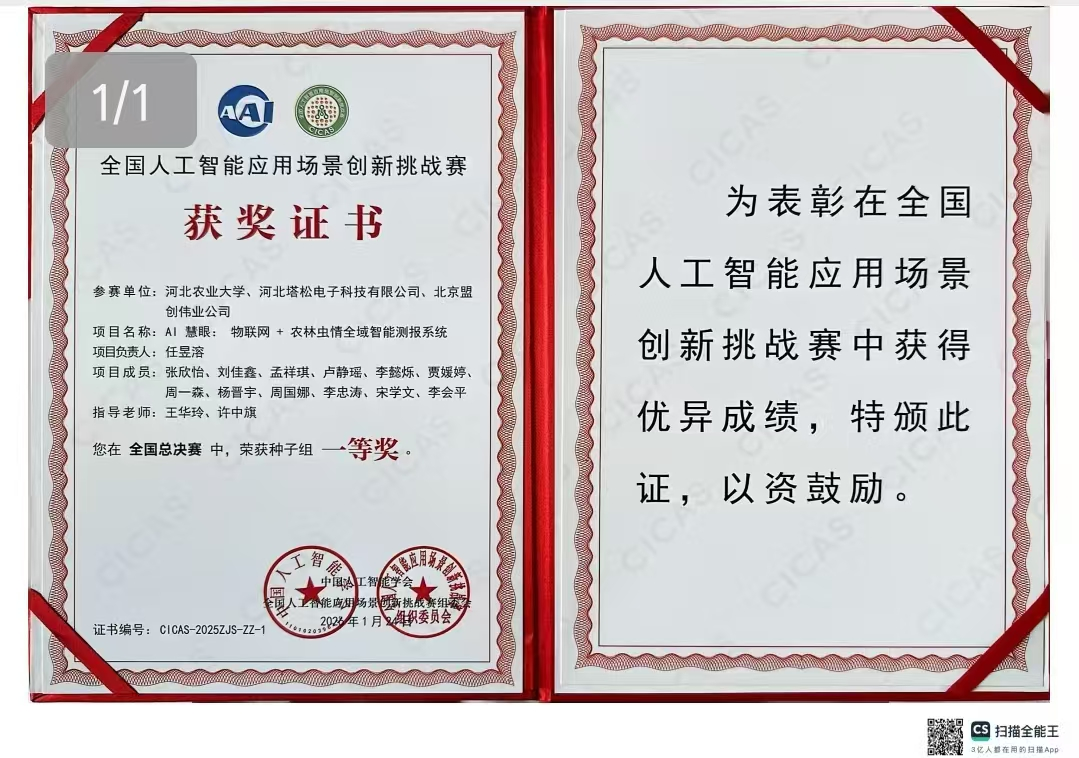 1/1
AAI
CICAS
全国人工智能应用场景创新挑战赛
获奖证书
参赛单位：河北农业大学、河北塔松电子科技有限公司、北京盟
创伟业公司
项目名称：AI 慧眼： 物联网 + 农林虫情全域智能测报系统
项目负责人：任昱溶
项目成员：张欣怡、刘佳鑫、孟祥琪、卢静瑶、李懿烁、贾媛婷、
周一森、杨晋宇、周国娜、李忠涛、宋学文、李会平
指导老师：王华玲、许中旗
您在 全国总决赛 中，荣获种子组 一等奖 。
中国人工智能学会
全国人工智能应用场景创新挑战赛组委会
2026年1月24日
组织委员会
证书编号：CICAS-2025ZJS-ZZ-1
为表彰在全国
人工智能应用场景
创新挑战赛中获得
优异成绩，特颁此
证，以资鼓励。
CS 扫描全能王
3亿人都在用的扫描App